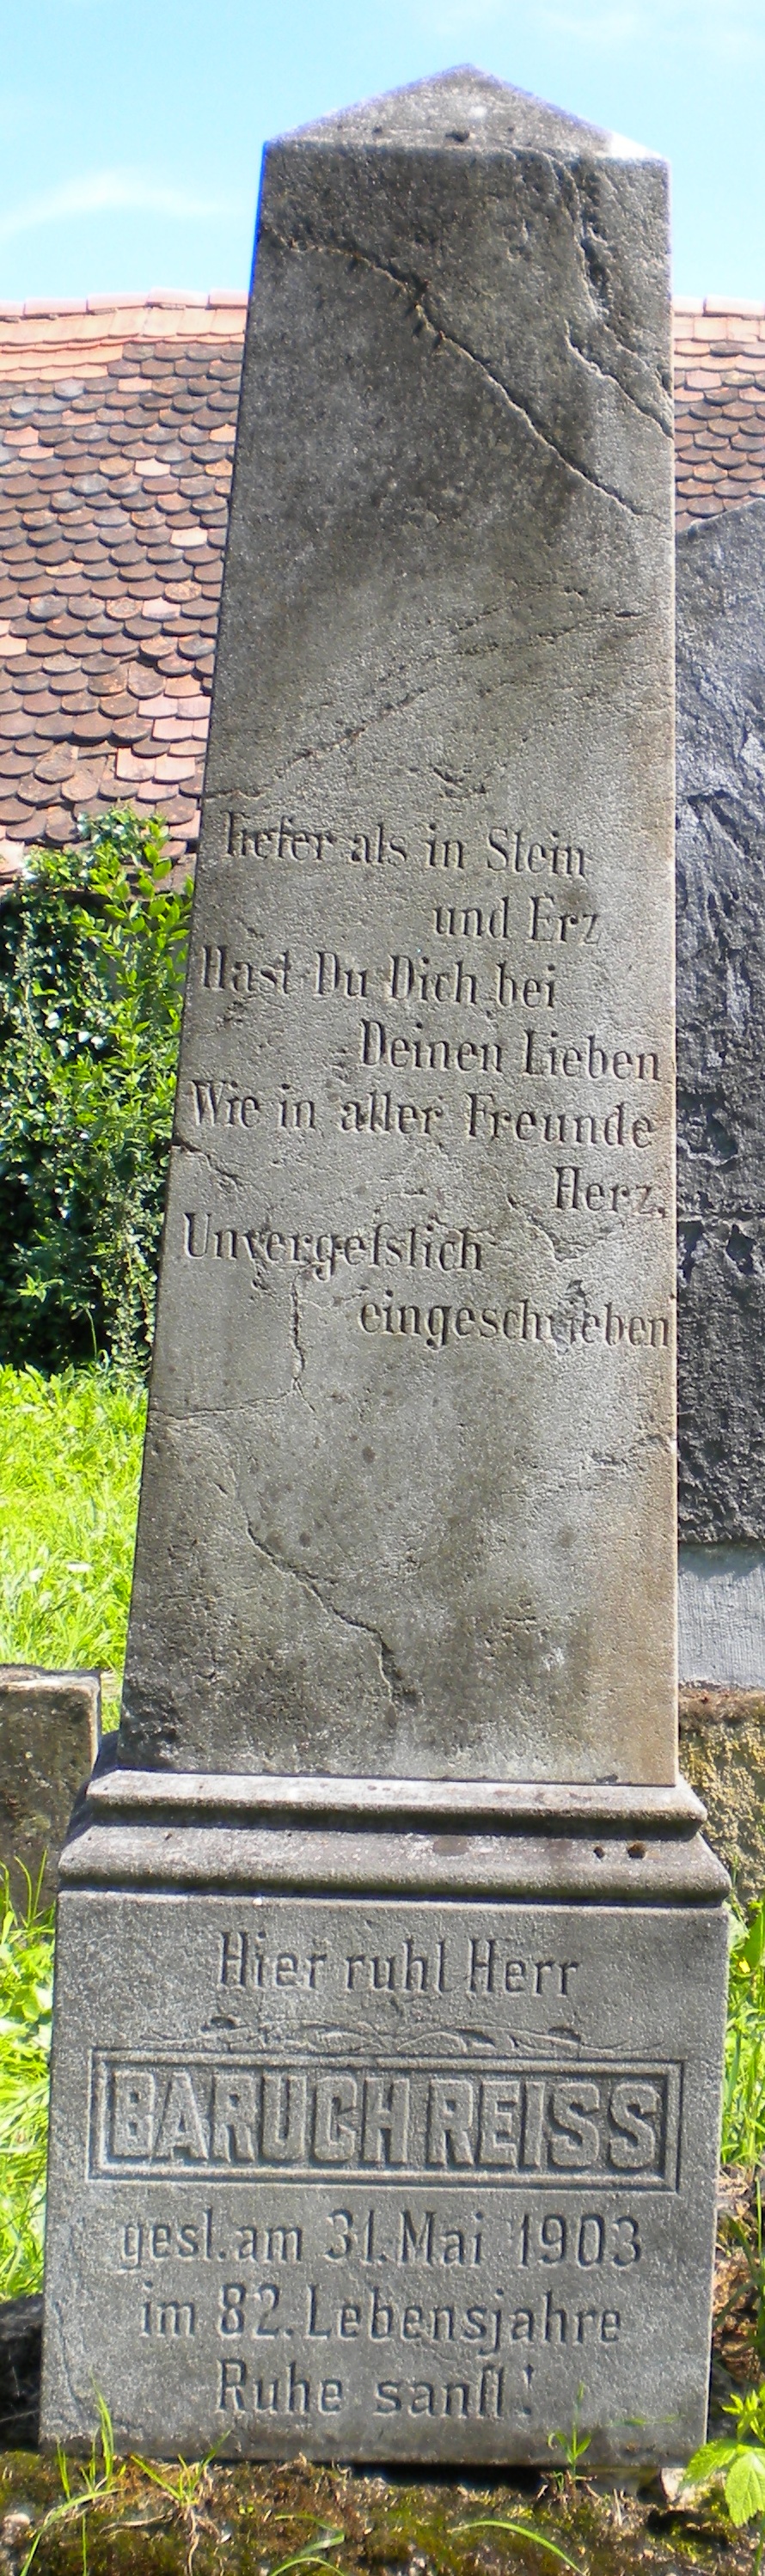 Tiefer als in Stein
und Erz
Hast Du Dich bei
Deinen Lieben
Wie in aller Freunde
Herz,
Unvergeſslich
eingeschrieben
Hier ruht Herr
BARUCH REISS
gest. am 31. Mai 1903
im 82. Lebensjahre
Ruhe sanft!